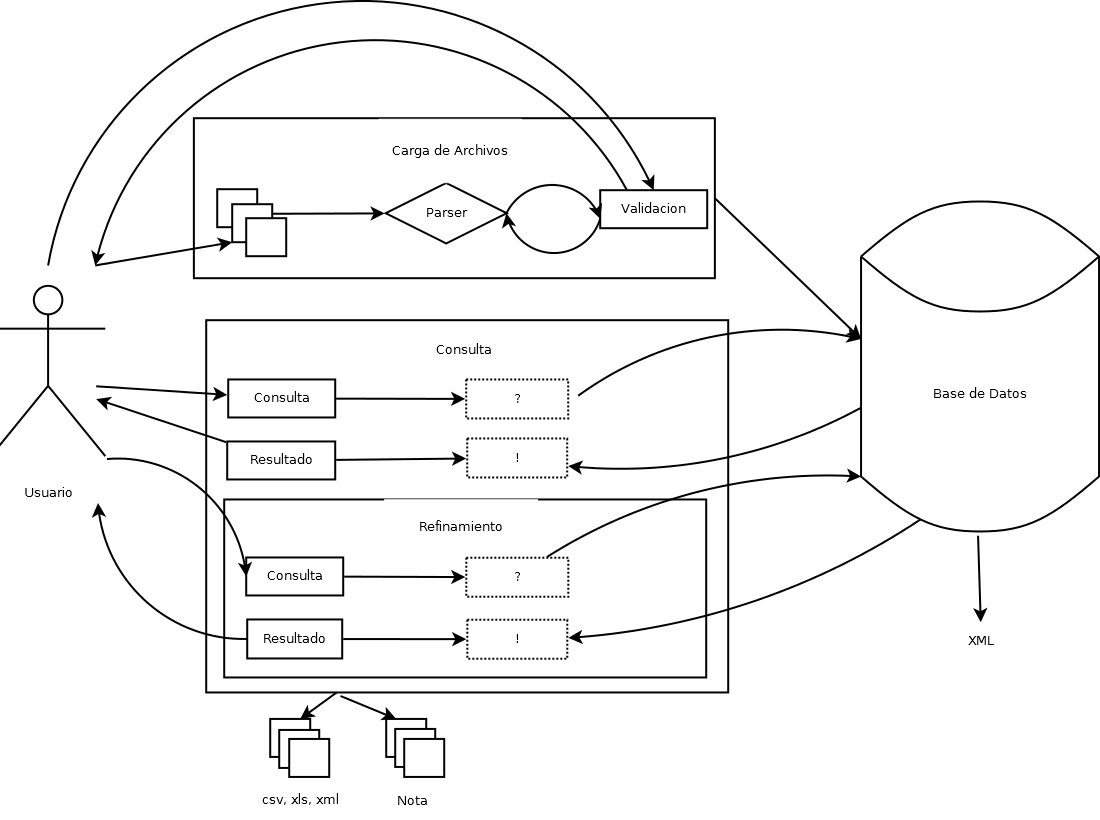 Carga de Archivos
Parser
Validacion
Consulta
Consulta
?
Resultado
!
Base de Datos
Usuario
Refinamiento
Consulta
?
Resultado
!
XML
csv, xls, xml
Nota